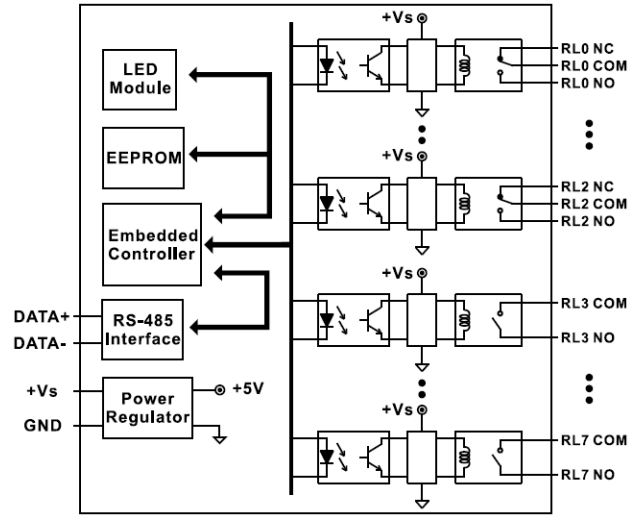 LED
Module
EEPROM
Embedded
Controller
RS-485
Interface
Power
Regulator
DATA+
DATA-
+Vs
GND
+5V
+Vs
RL0 NC
RL0 COM
RL0 NO
+Vs
RL2 NC
RL2 COM
RL2 NO
+Vs
RL3 COM
RL3 NO
+Vs
RL7 COM
RL7 NO